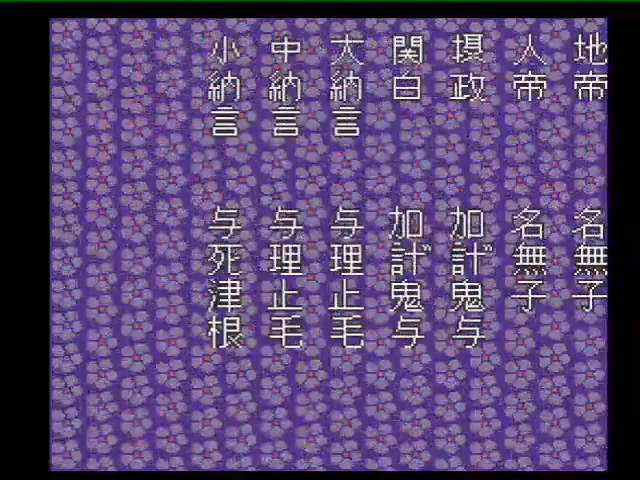 地帝 名無子
人帝 名無子
摂政 加計鬼与
関白 加計鬼与
大納言 与理止毛
中納言 与理止毛
小納言 与死津根